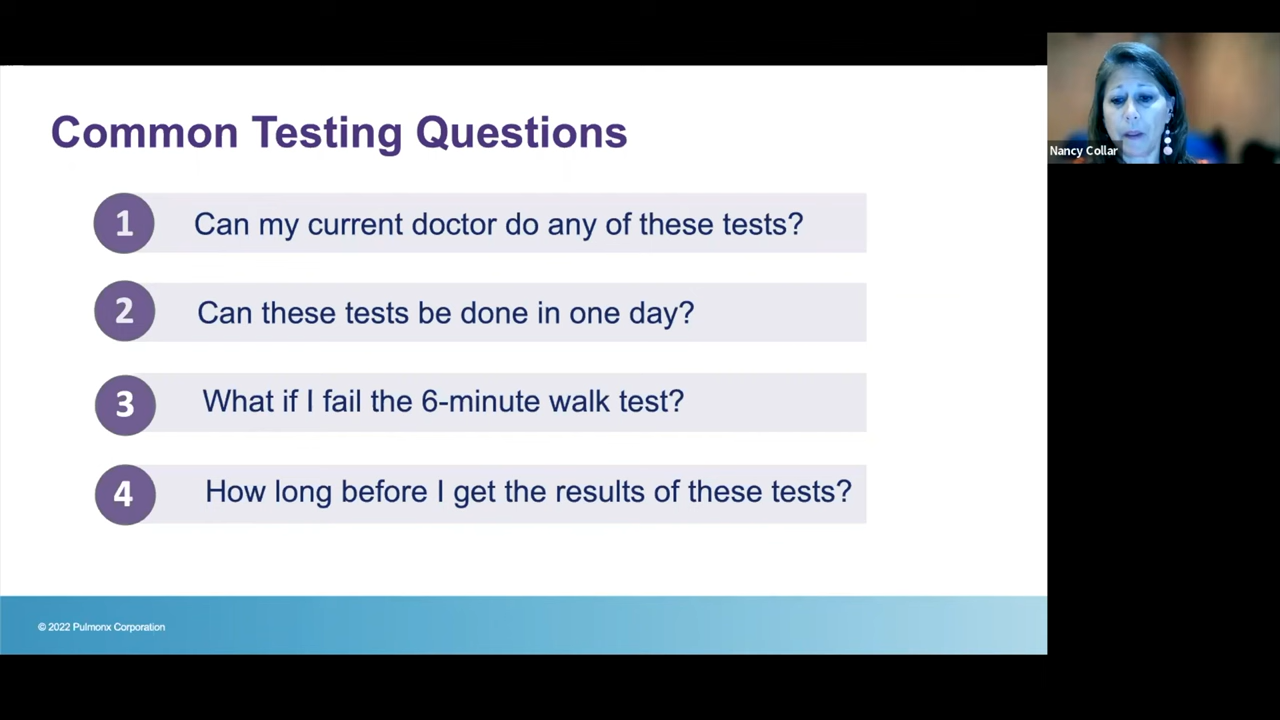 Common Testing Questions
1 Can my current doctor do any of these tests?
2 Can these tests be done in one day?
3 What if I fail the 6-minute walk test?
4 How long before I get the results of these tests?
© 2022 Pulmonx Corporation
Nancy Collar